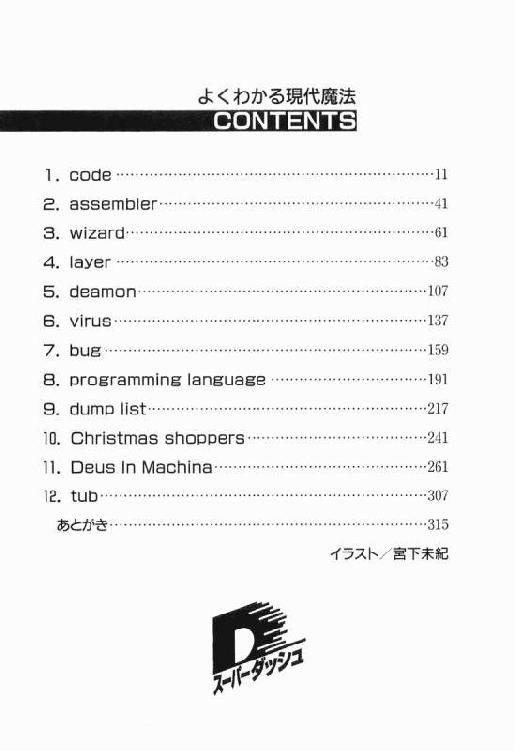 よくわかる現代魔法
CONTENTS
1. code 11
2. assembler 41
3. wizard 61
4. layer 83
5. deamon 107
6. virus 137
7. bug 159
8. programming language 191
9. dump list 217
10. Christmas shoppers 241
11. Deus In Machina 261
12. tub 307
あとがき 315
イラスト／宮下未紀
D
スーパーダッシュ